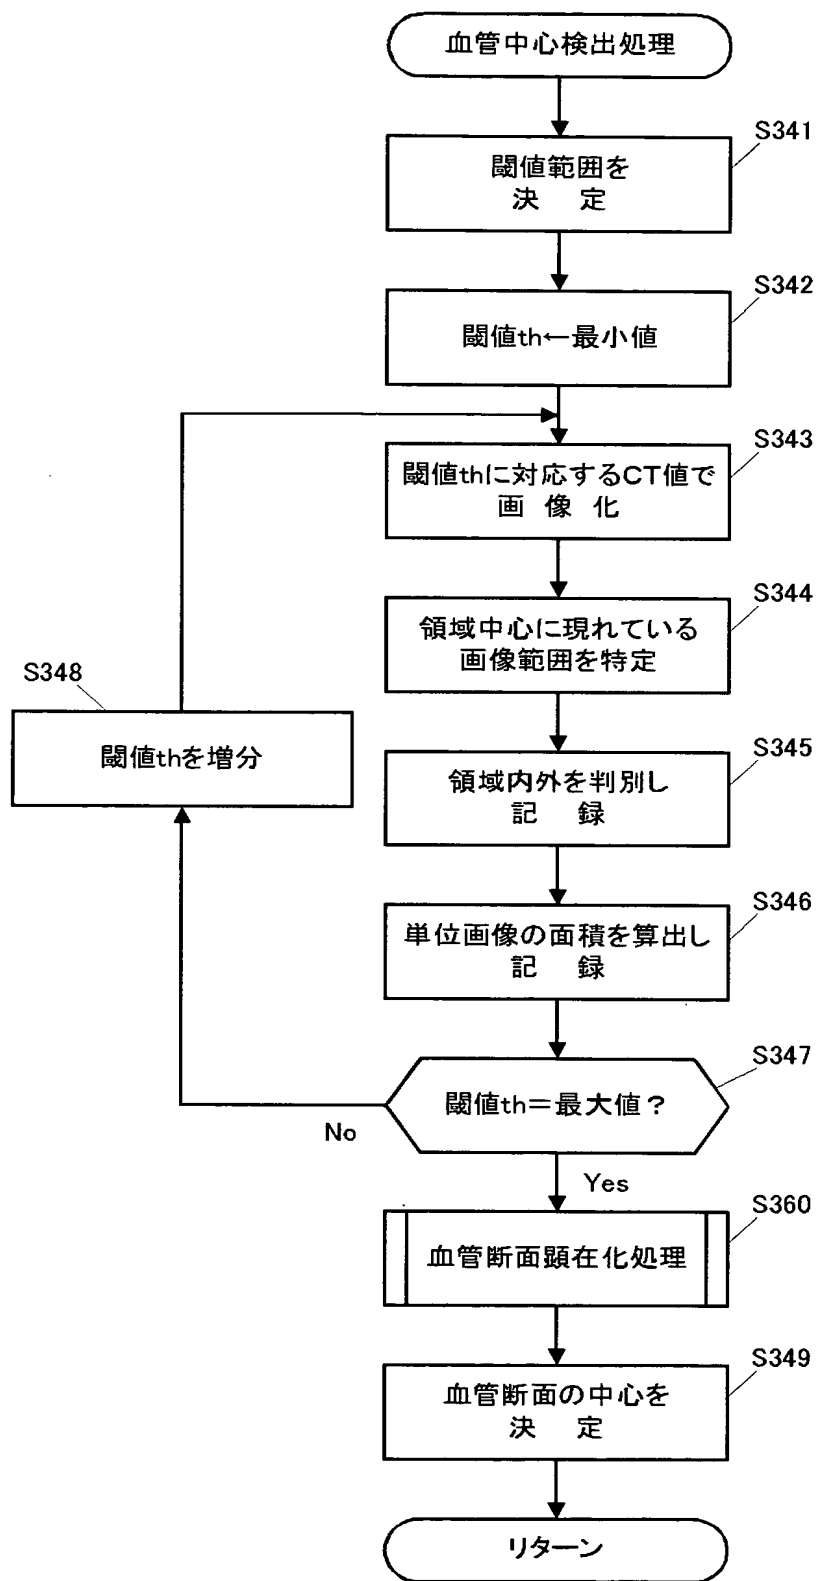 血管中心検出処理
S341
閾値範囲を
決 定
S342
閾値th←最小値
S343
閾値thに対応するCT値で
画 像 化
S344
領域中心に現れている
画像範囲を特定
S348
閾値thを増分
S345
領域内外を判別し
記 録
S346
単位画像の面積を算出し
記 録
S347
閾値th＝最大値？
No
Yes
S360
血管断面顕在化処理
S349
血管断面の中心を
決 定
リターン